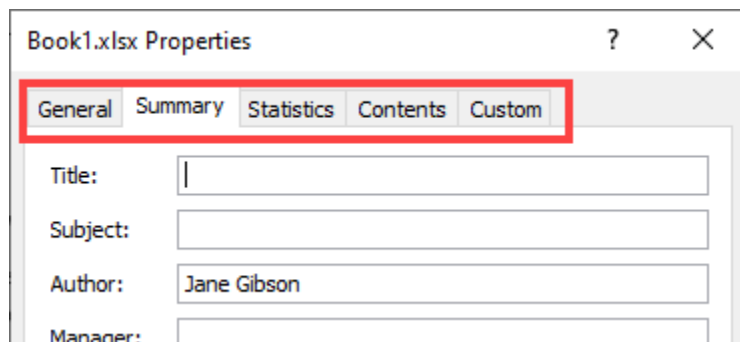 Book1.xlsx Properties ?
General Summary Statistics Contents Custom
Title:
Subject:
Author: Jane Gibson
Manager: